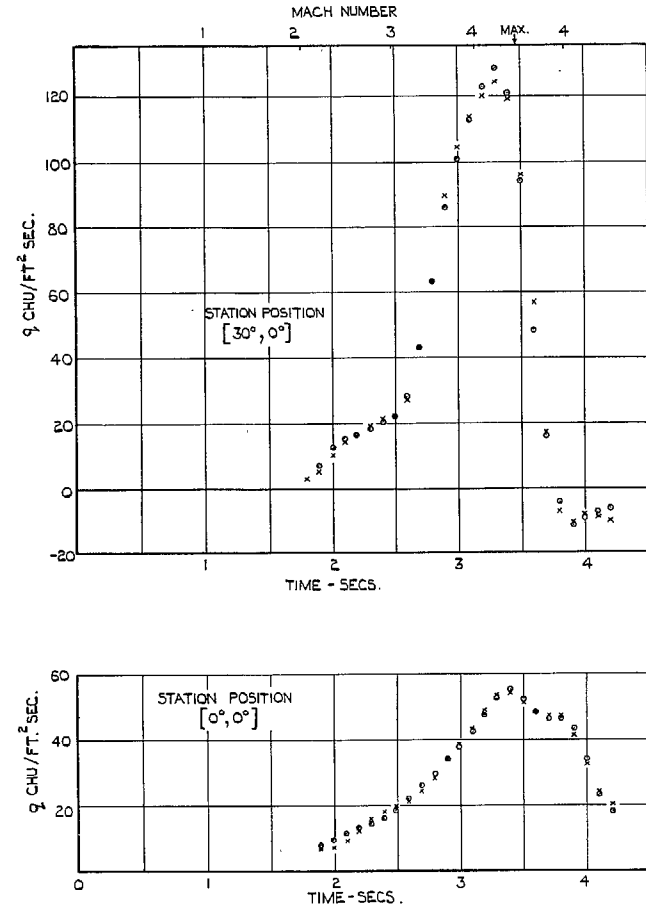 MACH NUMBER
1 2 3 4 MAX. 4
120
100
80
60
40
20
0
-20
q CHU/FT² SEC.
STATION POSITION
[30°, 0°]
1 2 3 4
TIME - SECS.
60
40
20
q CHU/FT.² SEC.
STATION POSITION
[0°, 0°]
0 1 2 3 4
TIME - SECS.